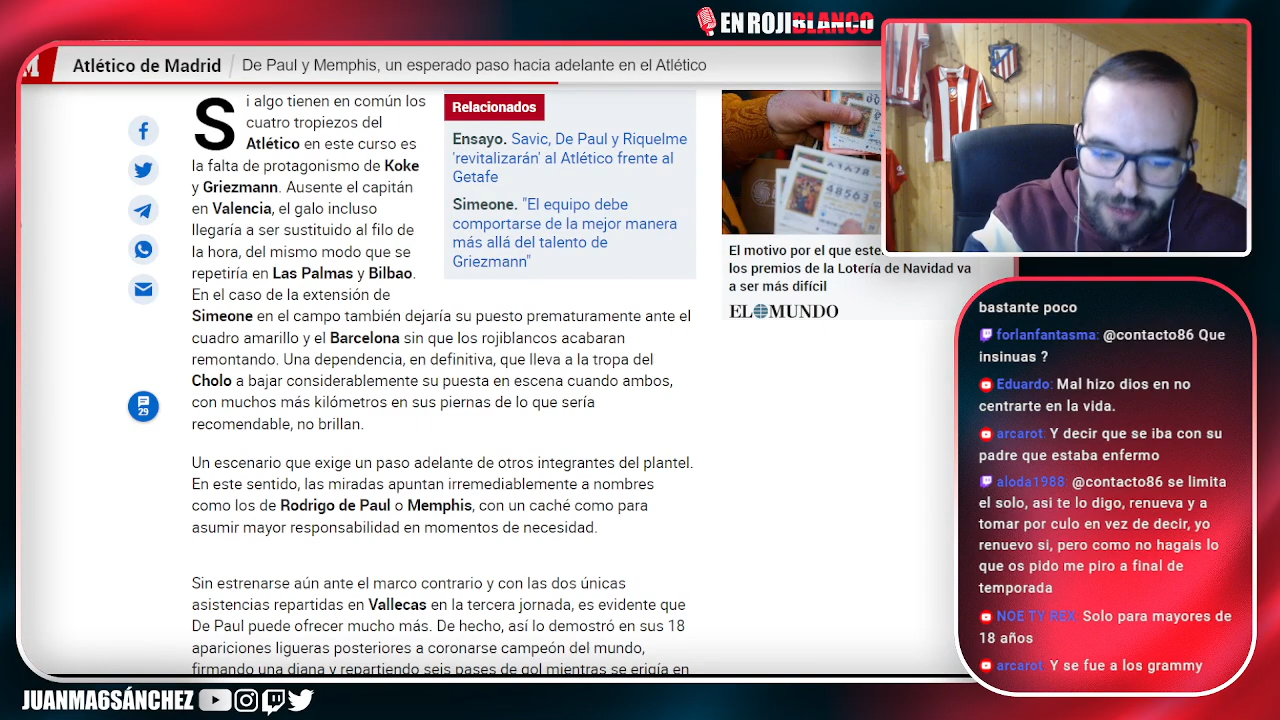 EN ROJIBLANCO
M Atlético de Madrid De Paul y Memphis, un esperado paso hacia adelante en el Atlético
Si algo tienen en común los
cuatro tropiezos del
Atlético en este curso es
la falta de protagonismo de Koke
y Griezmann. Ausente el capitán
en Valencia, el galo incluso
llegaría a ser sustituido al filo de
la hora, del mismo modo que se
repetiría en Las Palmas y Bilbao.
En el caso de la extensión de
Simeone en el campo también dejaría su puesto prematuramente ante el
cuadro amarillo y el Barcelona sin que los rojiblancos acabaran
remontando. Una dependencia, en definitiva, que lleva a la tropa del
Cholo a bajar considerablemente su puesta en escena cuando ambos,
con muchos más kilómetros en sus piernas de lo que sería
recomendable, no brillan.
Un escenario que exige un paso adelante de otros integrantes del plantel.
En este sentido, las miradas apuntan irremediablemente a nombres
como los de Rodrigo de Paul o Memphis, con un caché como para
asumir mayor responsabilidad en momentos de necesidad.
Sin estrenarse aún ante el marco contrario y con las dos únicas
asistencias repartidas en Vallecas en la tercera jornada, es evidente que
De Paul puede ofrecer mucho más. De hecho, así lo demostró en sus 18
apariciones ligueras posteriores a coronarse campeón del mundo,
firmando una diana y repartiendo seis pases de gol mientras se erigía en
29
Relacionados
Ensayo. Savic, De Paul y Riquelme
'revitalizarán' al Atlético frente al
Getafe
Simeone. "El equipo debe
comportarse de la mejor manera
más allá del talento de
Griezmann"
48563
El motivo por el que este
los premios de la Lotería de Navidad va
a ser más difícil
EL MUNDO
bastante poco
forlanfantasma: @contacto86 Que
insinuas ?
Eduardo: Mal hizo dios en no
centrarte en la vida.
arcarot: Y decir que se iba con su
padre que estaba enfermo
aloda1988: @contacto86 se limita
el solo, asi te lo digo, renueva y a
tomar por culo en vez de decir, yo
renuevo si, pero como no hagais lo
que os pido me piro a final de
temporada
NOE TY REX: Solo para mayores de
18 años
arcarot: Y se fue a los grammy
JUANMA6SÁNCHEZ